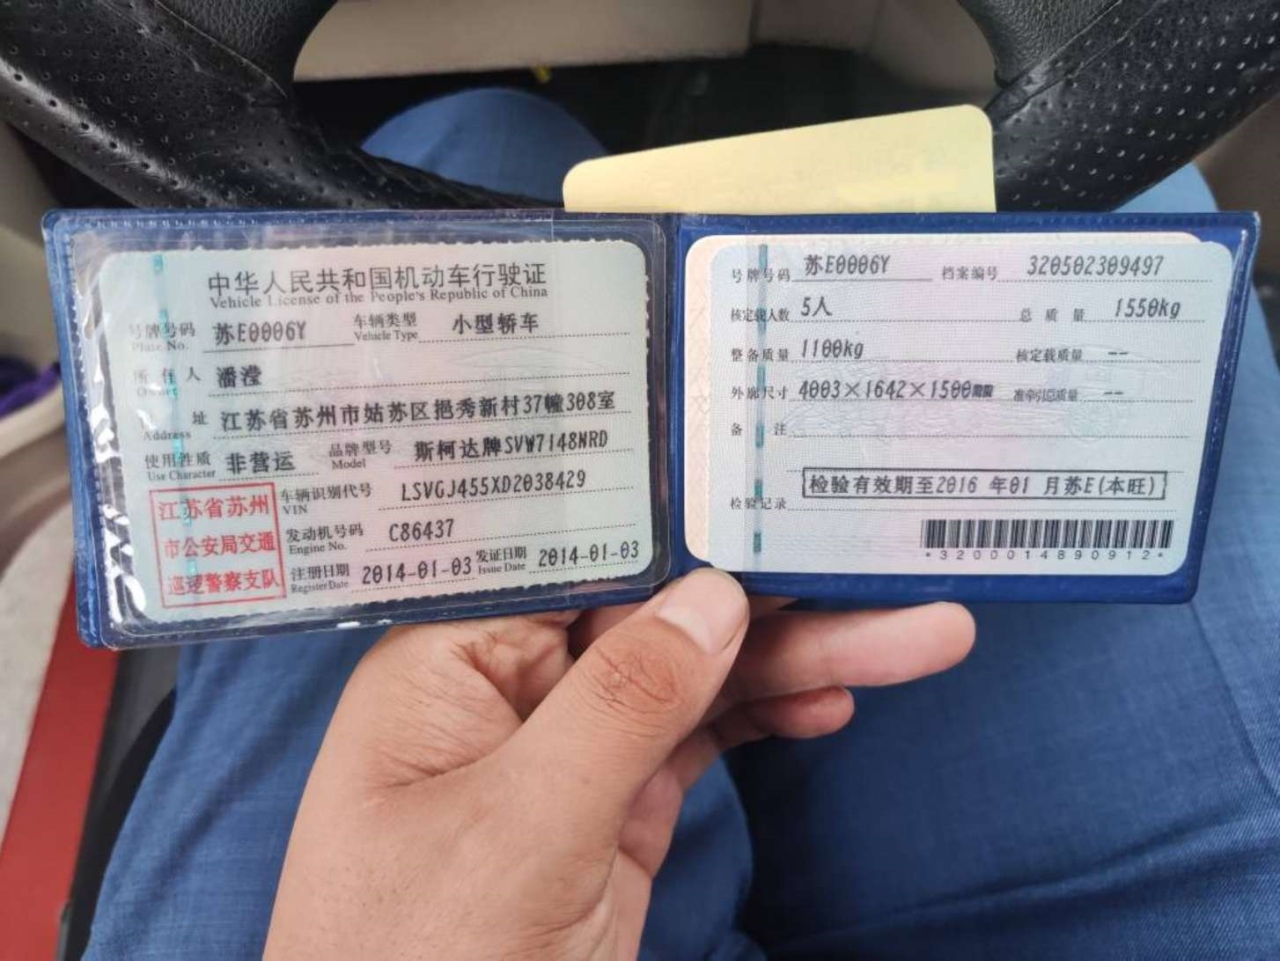 中华人民共和国机动车行驶证
Vehicle License of the People's Republic of China
号牌号码 苏E0006Y 车辆类型 小型轿车
Plate No. Vehicle Type
所有人 潘滢
Owner
址 江苏省苏州市姑苏区挹秀新村37幢308室
Address
使用性质 非营运 品牌型号 斯柯达牌SVW7148NRD
Use Character Model
江苏省苏州
市公安局交通
巡逻警察支队
车辆识别代号 LSVGJ455XD2038429
VIN
发动机号码 C86437
Engine No.
注册日期 2014-01-03 发证日期 2014-01-03
Register Date Issue Date
号牌号码 苏E0006Y 档案编号 320502309497
核定载人数 5人 总质量 1550kg
整备质量 1100kg 核定载质量 --
外廓尺寸 4003×1642×1500 准牵引总质量 --
备注
检验记录 检验有效期至2016 年01 月苏E(本旺)
*3200014890912*